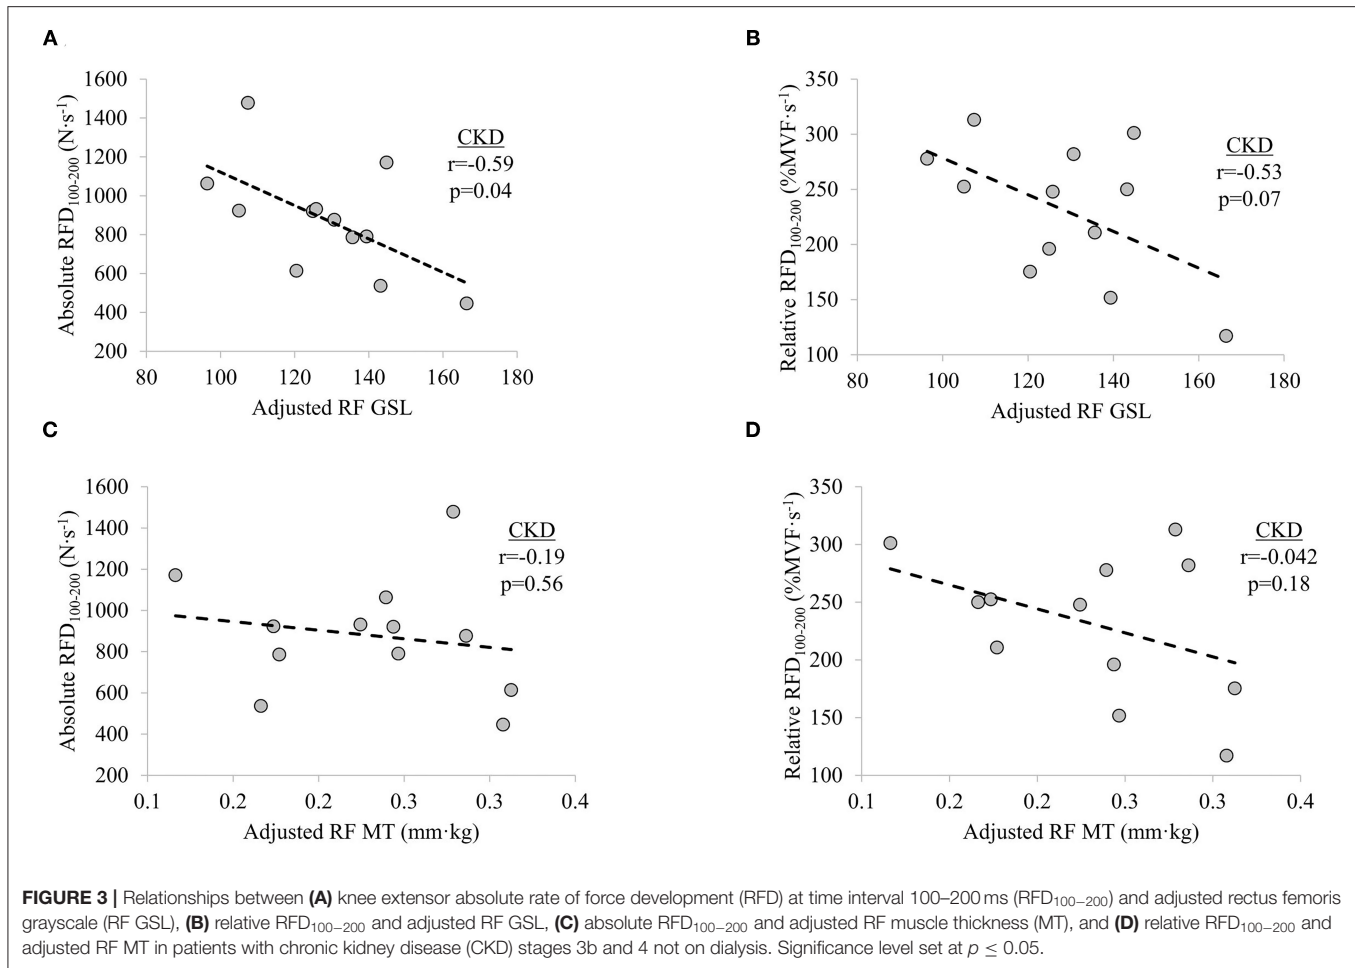 A
Absolute RFD100-200 (N·s-1)
1600
1400
1200
1000
800
600
400
200
80 100 120 140 160 180
Adjusted RF GSL
CKD
r=-0.59
p=0.04
B
Relative RFD100-200 (%MVF·s-1)
350
300
250
200
150
100
80 100 120 140 160 180
Adjusted RF GSL
CKD
r=-0.53
p=0.07
C
Absolute RFD100-200 (N·s-1)
1600
1400
1200
1000
800
600
400
200
0.1 0.2 0.2 0.3 0.3 0.4
Adjusted RF MT (mm·kg)
CKD
r=-0.19
p=0.56
D
Relative RFD100-200 (%MVF·s-1)
350
300
250
200
150
100
0.1 0.2 0.2 0.3 0.3 0.4
Adjusted RF MT (mm·kg)
CKD
r=-0.042
p=0.18
FIGURE 3 | Relationships between (A) knee extensor absolute rate of force development (RFD) at time interval 100–200 ms (RFD100–200) and adjusted rectus femoris
grayscale (RF GSL), (B) relative RFD100–200 and adjusted RF GSL, (C) absolute RFD100–200 and adjusted RF muscle thickness (MT), and (D) relative RFD100–200 and
adjusted RF MT in patients with chronic kidney disease (CKD) stages 3b and 4 not on dialysis. Significance level set at p ≤ 0.05.